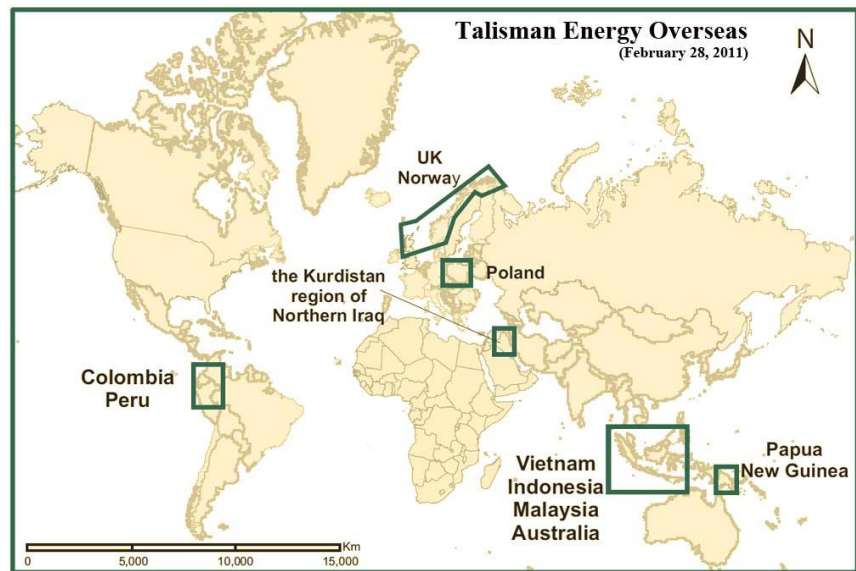 Talisman Energy Overseas
(February 28, 2011)
N
UK
Norway
the Kurdistan
region of
Northern Iraq
Poland
Colombia
Peru
Vietnam
Indonesia
Malaysia
Australia
Papua
New Guinea
Km
0 5,000 10,000 15,000